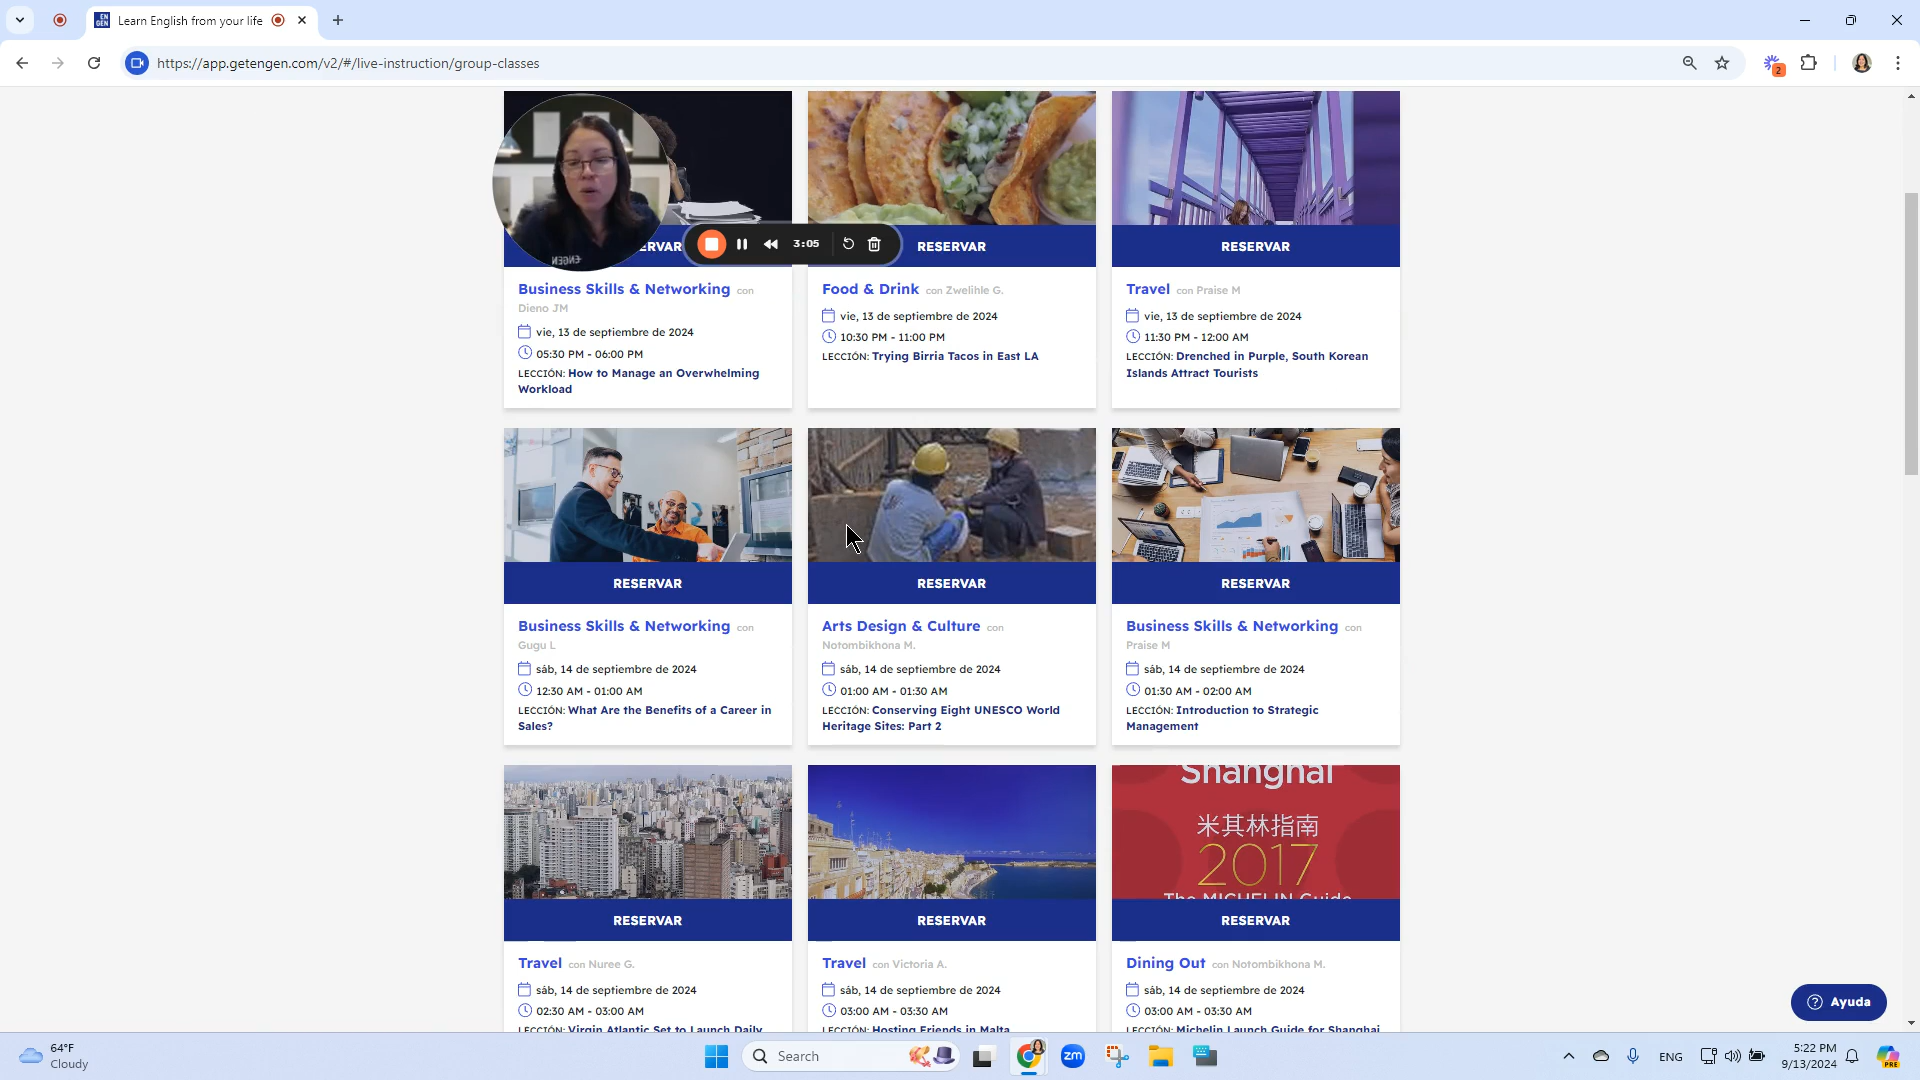 Learn English from your life
https://app.getengen.com/v2/#/live-instruction/group-classes
2
3:05
RESERVAR
RESERVAR
Business Skills & Networking con
Dieno JM
vie, 13 de septiembre de 2024
05:30 PM - 06:00 PM
LECCIÓN: How to Manage an Overwhelming
Workload
Food & Drink con Zwelihle G.
vie, 13 de septiembre de 2024
10:30 PM - 11:00 PM
LECCIÓN: Trying Birria Tacos in East LA
Travel con Praise M
vie, 13 de septiembre de 2024
11:30 PM - 12:00 AM
LECCIÓN: Drenched in Purple, South Korean
Islands Attract Tourists
RESERVAR
RESERVAR
RESERVAR
Business Skills & Networking con
Gugu L
sáb, 14 de septiembre de 2024
12:30 AM - 01:00 AM
LECCIÓN: What Are the Benefits of a Career in
Sales?
Arts Design & Culture con
Notombikhona M.
sáb, 14 de septiembre de 2024
01:00 AM - 01:30 AM
LECCIÓN: Conserving Eight UNESCO World
Heritage Sites: Part 2
Business Skills & Networking con
Praise M
sáb, 14 de septiembre de 2024
01:30 AM - 02:00 AM
LECCIÓN: Introduction to Strategic
Management
Shanghai
米其林指南
2017
The MICHELIN Guide
RESERVAR
RESERVAR
RESERVAR
Travel con Nuree G.
sáb, 14 de septiembre de 2024
02:30 AM - 03:00 AM
LECCIÓN: Virgin Atlantic Set to Launch Daily
Travel con Victoria A.
sáb, 14 de septiembre de 2024
03:00 AM - 03:30 AM
LECCIÓN: Hosting Friends in Malta
Dining Out con Notombikhona M.
sáb, 14 de septiembre de 2024
03:00 AM - 03:30 AM
LECCIÓN: Michelin Launch Guide for Shanghai
Ayuda
64°F
Cloudy
Search
zm
ENG
5:22 PM
9/13/2024
PRE